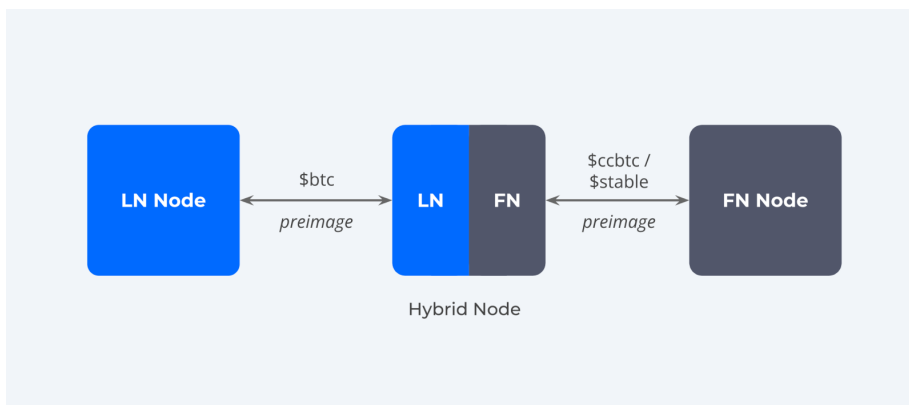 LN Node
$btc
preimage
LN
FN
Hybrid Node
$ccbtc /
$stable
preimage
FN Node